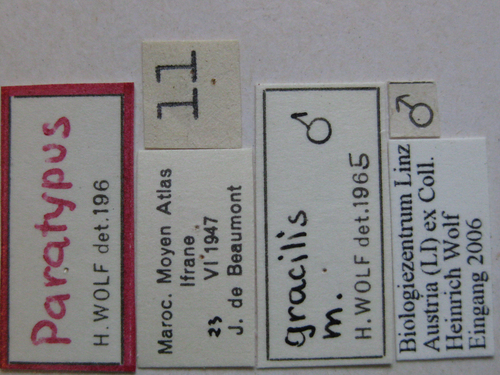 Paratypus
H. WOLF det. 196
11
Maroc. Moyen Atlas
Ifrane
23 VI 1947
J. de Beaumont
gracilis ♂
m.
H. WOLF det. 1965
♂
Biologiezentrum Linz
Austria (LI) ex Coll.
Heinrich Wolf
Eingang 2006